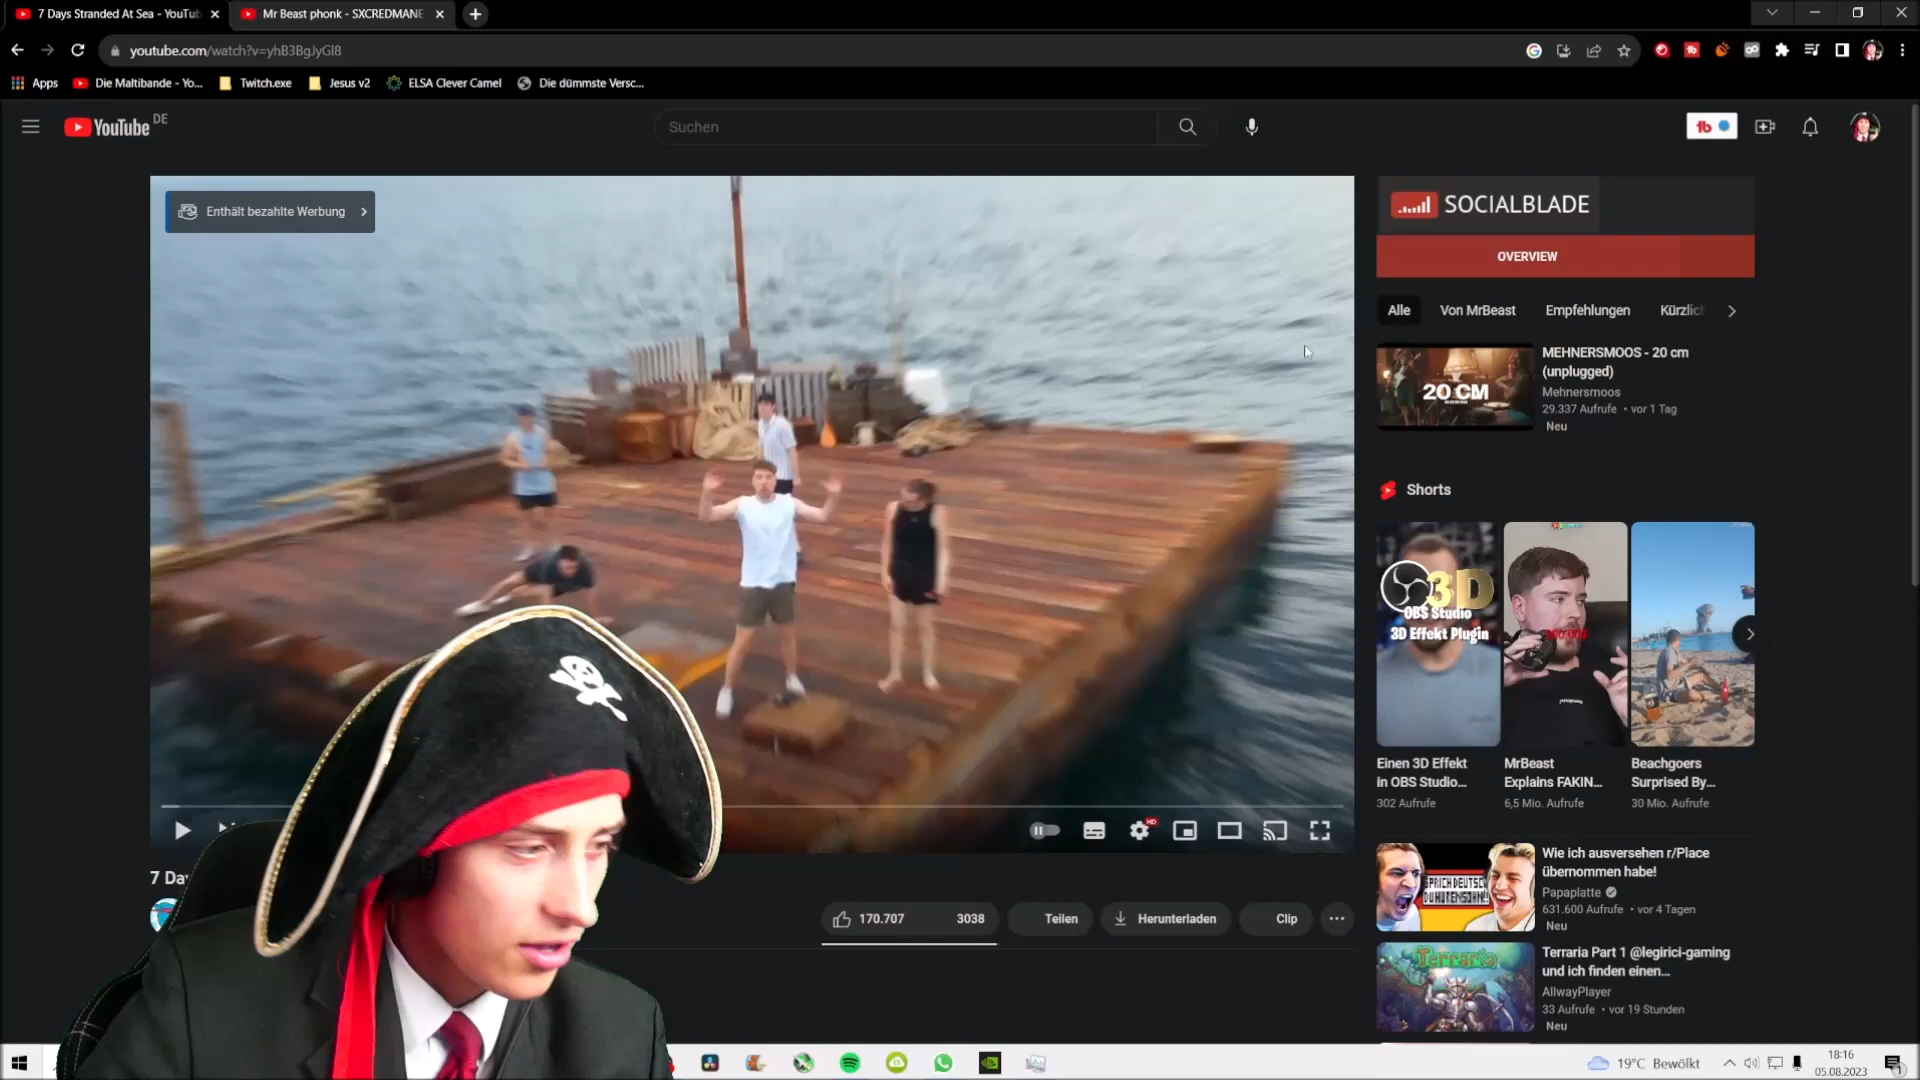 7 Days Stranded At Sea - YouTub
Mr Beast phonk - SXCREDMANE
youtube.com/watch?v=yhB3BgJyGl8
Apps
Die Maltibande - Yo...
Twitch.exe
Jesus v2
ELSA Clever Camel
Die dümmste Versc...
YouTube DE
Suchen
Enthält bezahlte Werbung
SOCIALBLADE
OVERVIEW
Alle
Von MrBeast
Empfehlungen
Kürzlic
MEHNERSMOOS - 20 cm
(unplugged)
Mehnersmoos
29.337 Aufrufe • vor 1 Tag
Neu
20 CM
Shorts
3D
OBS Studio
3D Effekt Plugin
Einen 3D Effekt
in OBS Studio...
302 Aufrufe
MrBeast
Explains FAKIN...
6,5 Mio. Aufrufe
Beachgoers
Surprised By...
30 Mio. Aufrufe
HD
7 Da
170.707
3038
Teilen
Herunterladen
Clip
SPRICH DEUTSCH
DU HURENSOHN!
Wie ich ausversehen r/Place
übernommen habe!
Papaplatte
631.600 Aufrufe • vor 4 Tagen
Neu
Terraria
Terraria Part 1 @legirici-gaming
und ich finden einen...
AllwayPlayer
33 Aufrufe • vor 19 Stunden
Neu
19°C Bewölkt
18:16
05.08.2023